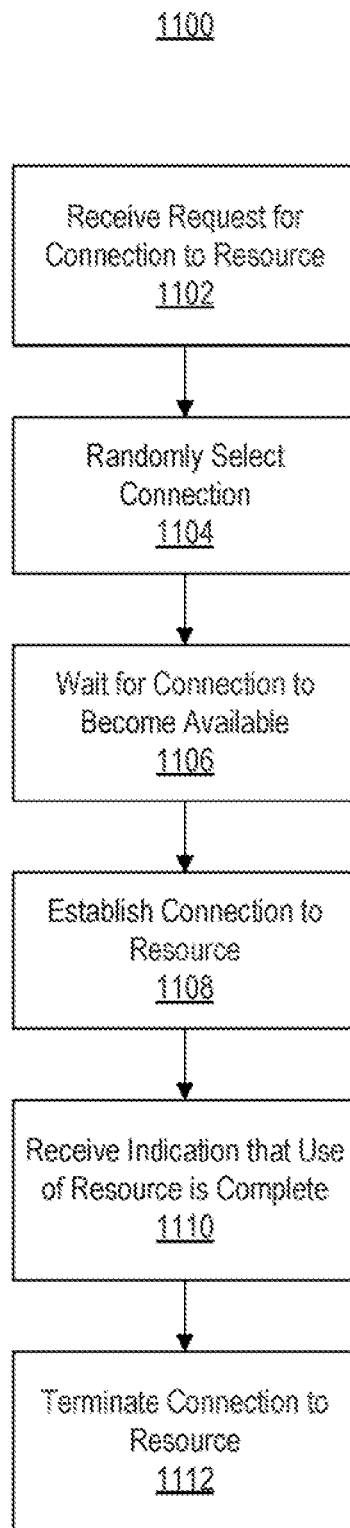 1100
Receive Request for
Connection to Resource
1102
Randomly Select
Connection
1104
Wait for Connection to
Become Available
1106
Establish Connection to
Resource
1108
Receive Indication that Use
of Resource is Complete
1110
Terminate Connection to
Resource
1112